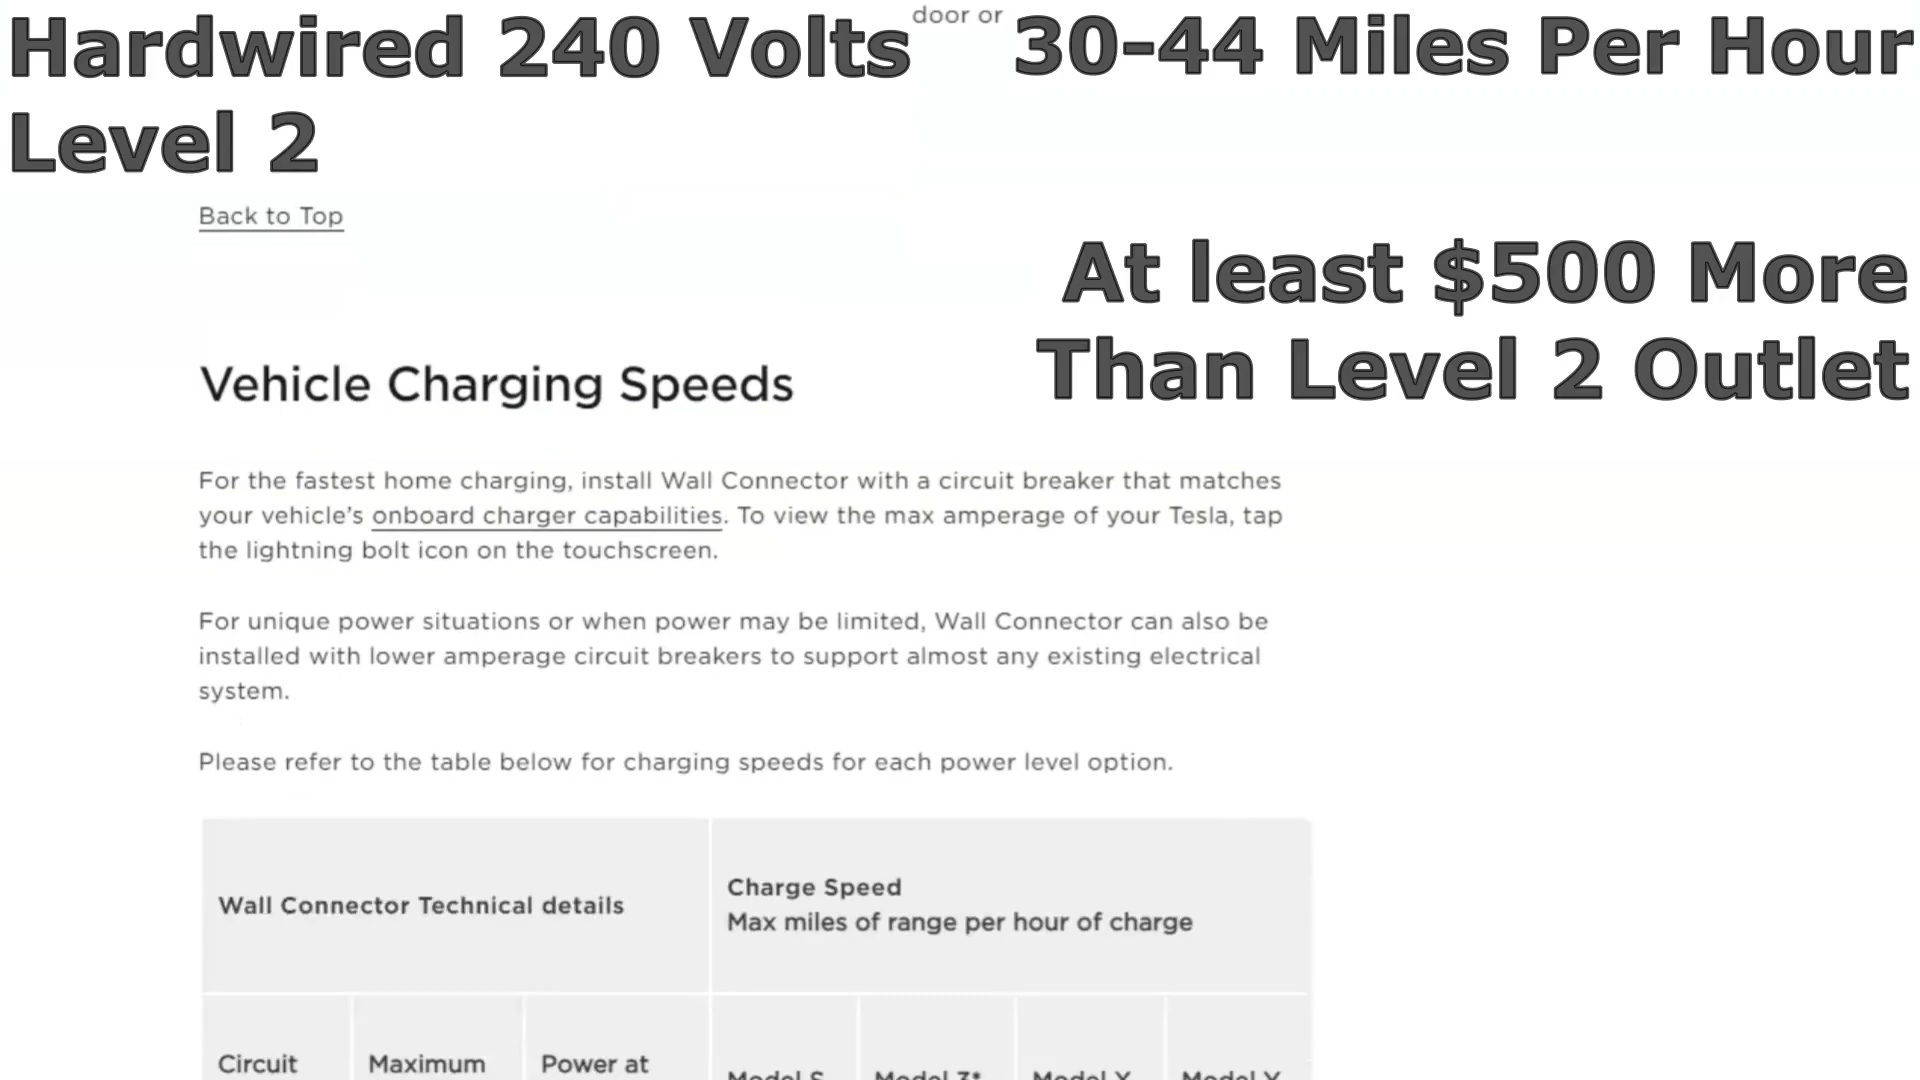 door or
Hardwired 240 Volts
Level 2
30-44 Miles Per Hour
At least $500 More
Than Level 2 Outlet
Back to Top
Vehicle Charging Speeds
For the fastest home charging, install Wall Connector with a circuit breaker that matches
your vehicle's onboard charger capabilities. To view the max amperage of your Tesla, tap
the lightning bolt icon on the touchscreen.
For unique power situations or when power may be limited, Wall Connector can also be
installed with lower amperage circuit breakers to support almost any existing electrical
system.
Please refer to the table below for charging speeds for each power level option.
Wall Connector Technical details
Charge Speed
Max miles of range per hour of charge
Circuit
Maximum
Power at
Model S
Model 3*
Model
Model